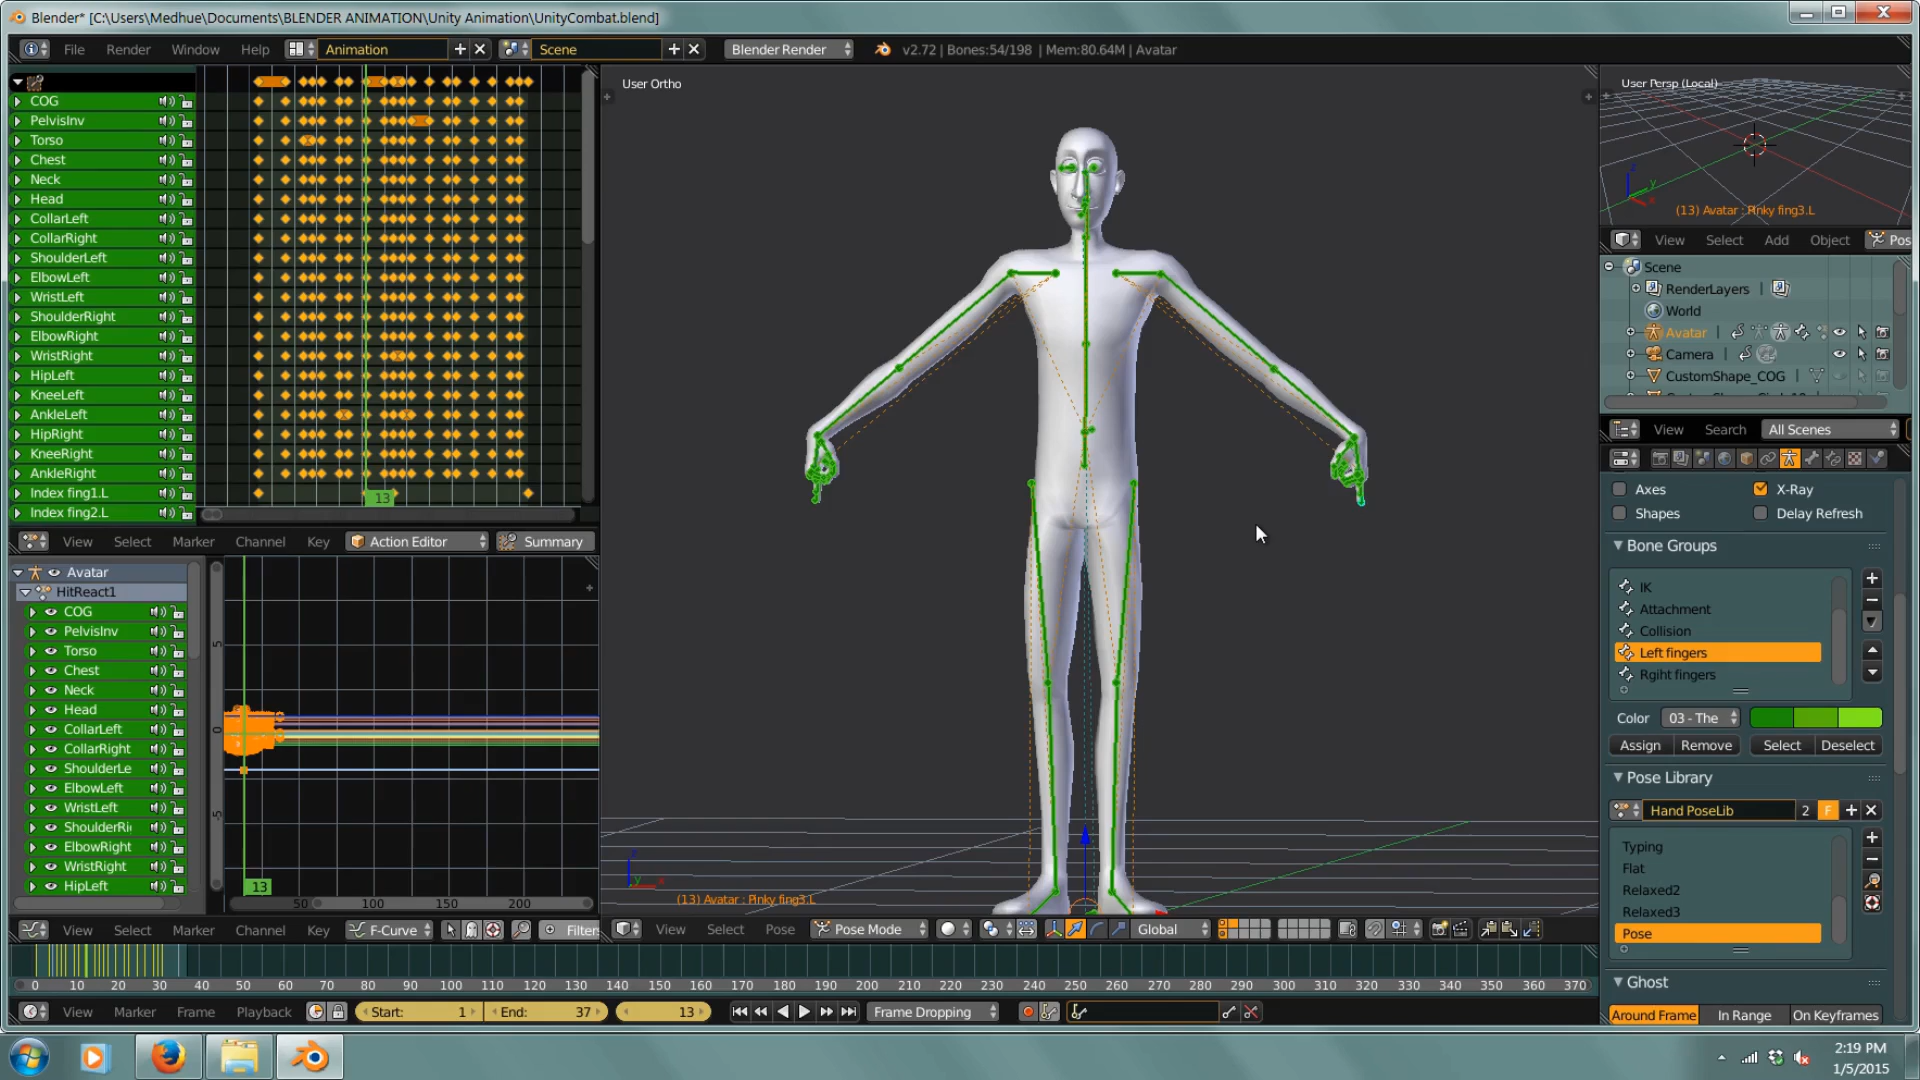 Blender* [C:\Users\Medhue\Documents\BLENDER ANIMATION\Unity Animation\UnityCombat.blend]
File Render Window Help Animation Scene Blender Render v2.72 | Bones:54/198 | Mem:80.64M | Avatar
COG
PelvisInv
Torso
Chest
Neck
Head
CollarLeft
CollarRight
ShoulderLeft
ElbowLeft
WristLeft
ShoulderRight
ElbowRight
WristRight
HipLeft
KneeLeft
AnkleLeft
HipRight
KneeRight
AnkleRight
Index fing1.L
Index fing2.L
13
View Select Marker Channel Key Action Editor Summary
Avatar
HitReact1
COG
PelvisInv
Torso
Chest
Neck
Head
CollarLeft
CollarRight
ShoulderLe
ElbowLeft
WristLeft
ShoulderRi
ElbowRight
WristRight
HipLeft
5
0
-5
13
50 100 150 200
View Select Marker Channel Key F-Curve Filters
User Ortho
(13) Avatar : Pinky fing3.L
View Select Pose Pose Mode Global
User Persp (Local)
(13) Avatar : Pinky fing3.L
View Select Add Object Pos
Scene
RenderLayers
World
Avatar
Camera
CustomShape_COG
View Search All Scenes
Axes X-Ray
Shapes Delay Refresh
Bone Groups
IK
Attachment
Collision
Left fingers
Rgiht fingers
Color 03 - The
Assign Remove Select Deselect
Pose Library
Hand PoseLib 2 F
Typing
Flat
Relaxed2
Relaxed3
Pose
Ghost
Around Frame In Range On Keyframes
0 10 20 30 40 50 60 70 80 90 100 110 120 130 140 150 160 170 180 190 200 210 220 230 240 250 260 270 280 290 300 310 320 330 340 350 360 370
View Marker Frame Playback Start: 1 End: 37 13 Frame Dropping
2:19 PM
1/5/2015